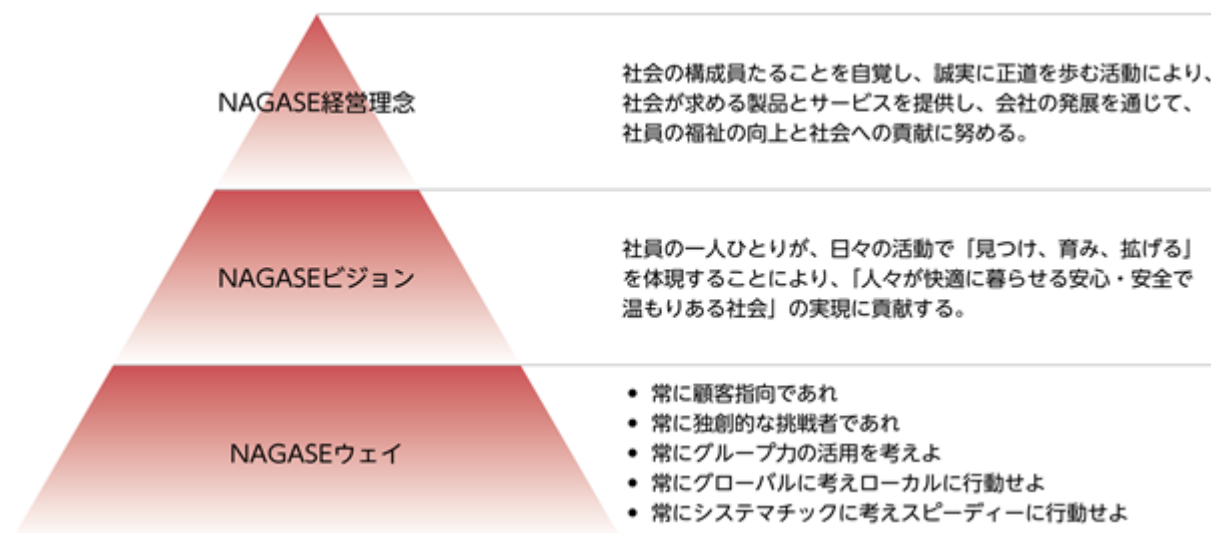 NAGASE経営理念
社会の構成員たることを自覚し、誠実に正道を歩む活動により、
社会が求める製品とサービスを提供し、会社の発展を通じて、
社員の福祉の向上と社会への貢献に努める。
NAGASEビジョン
社員の一人ひとりが、日々の活動で「見つけ、育み、拡げる」
を体現することにより、「人々が快適に暮らせる安心・安全で
温もりある社会」の実現に貢献する。
NAGASEウェイ
• 常に顧客指向であれ
• 常に独創的な挑戦者であれ
• 常にグループ力の活用を考えよ
• 常にグローバルに考えローカルに行動せよ
• 常にシステマチックに考えスピーディーに行動せよ